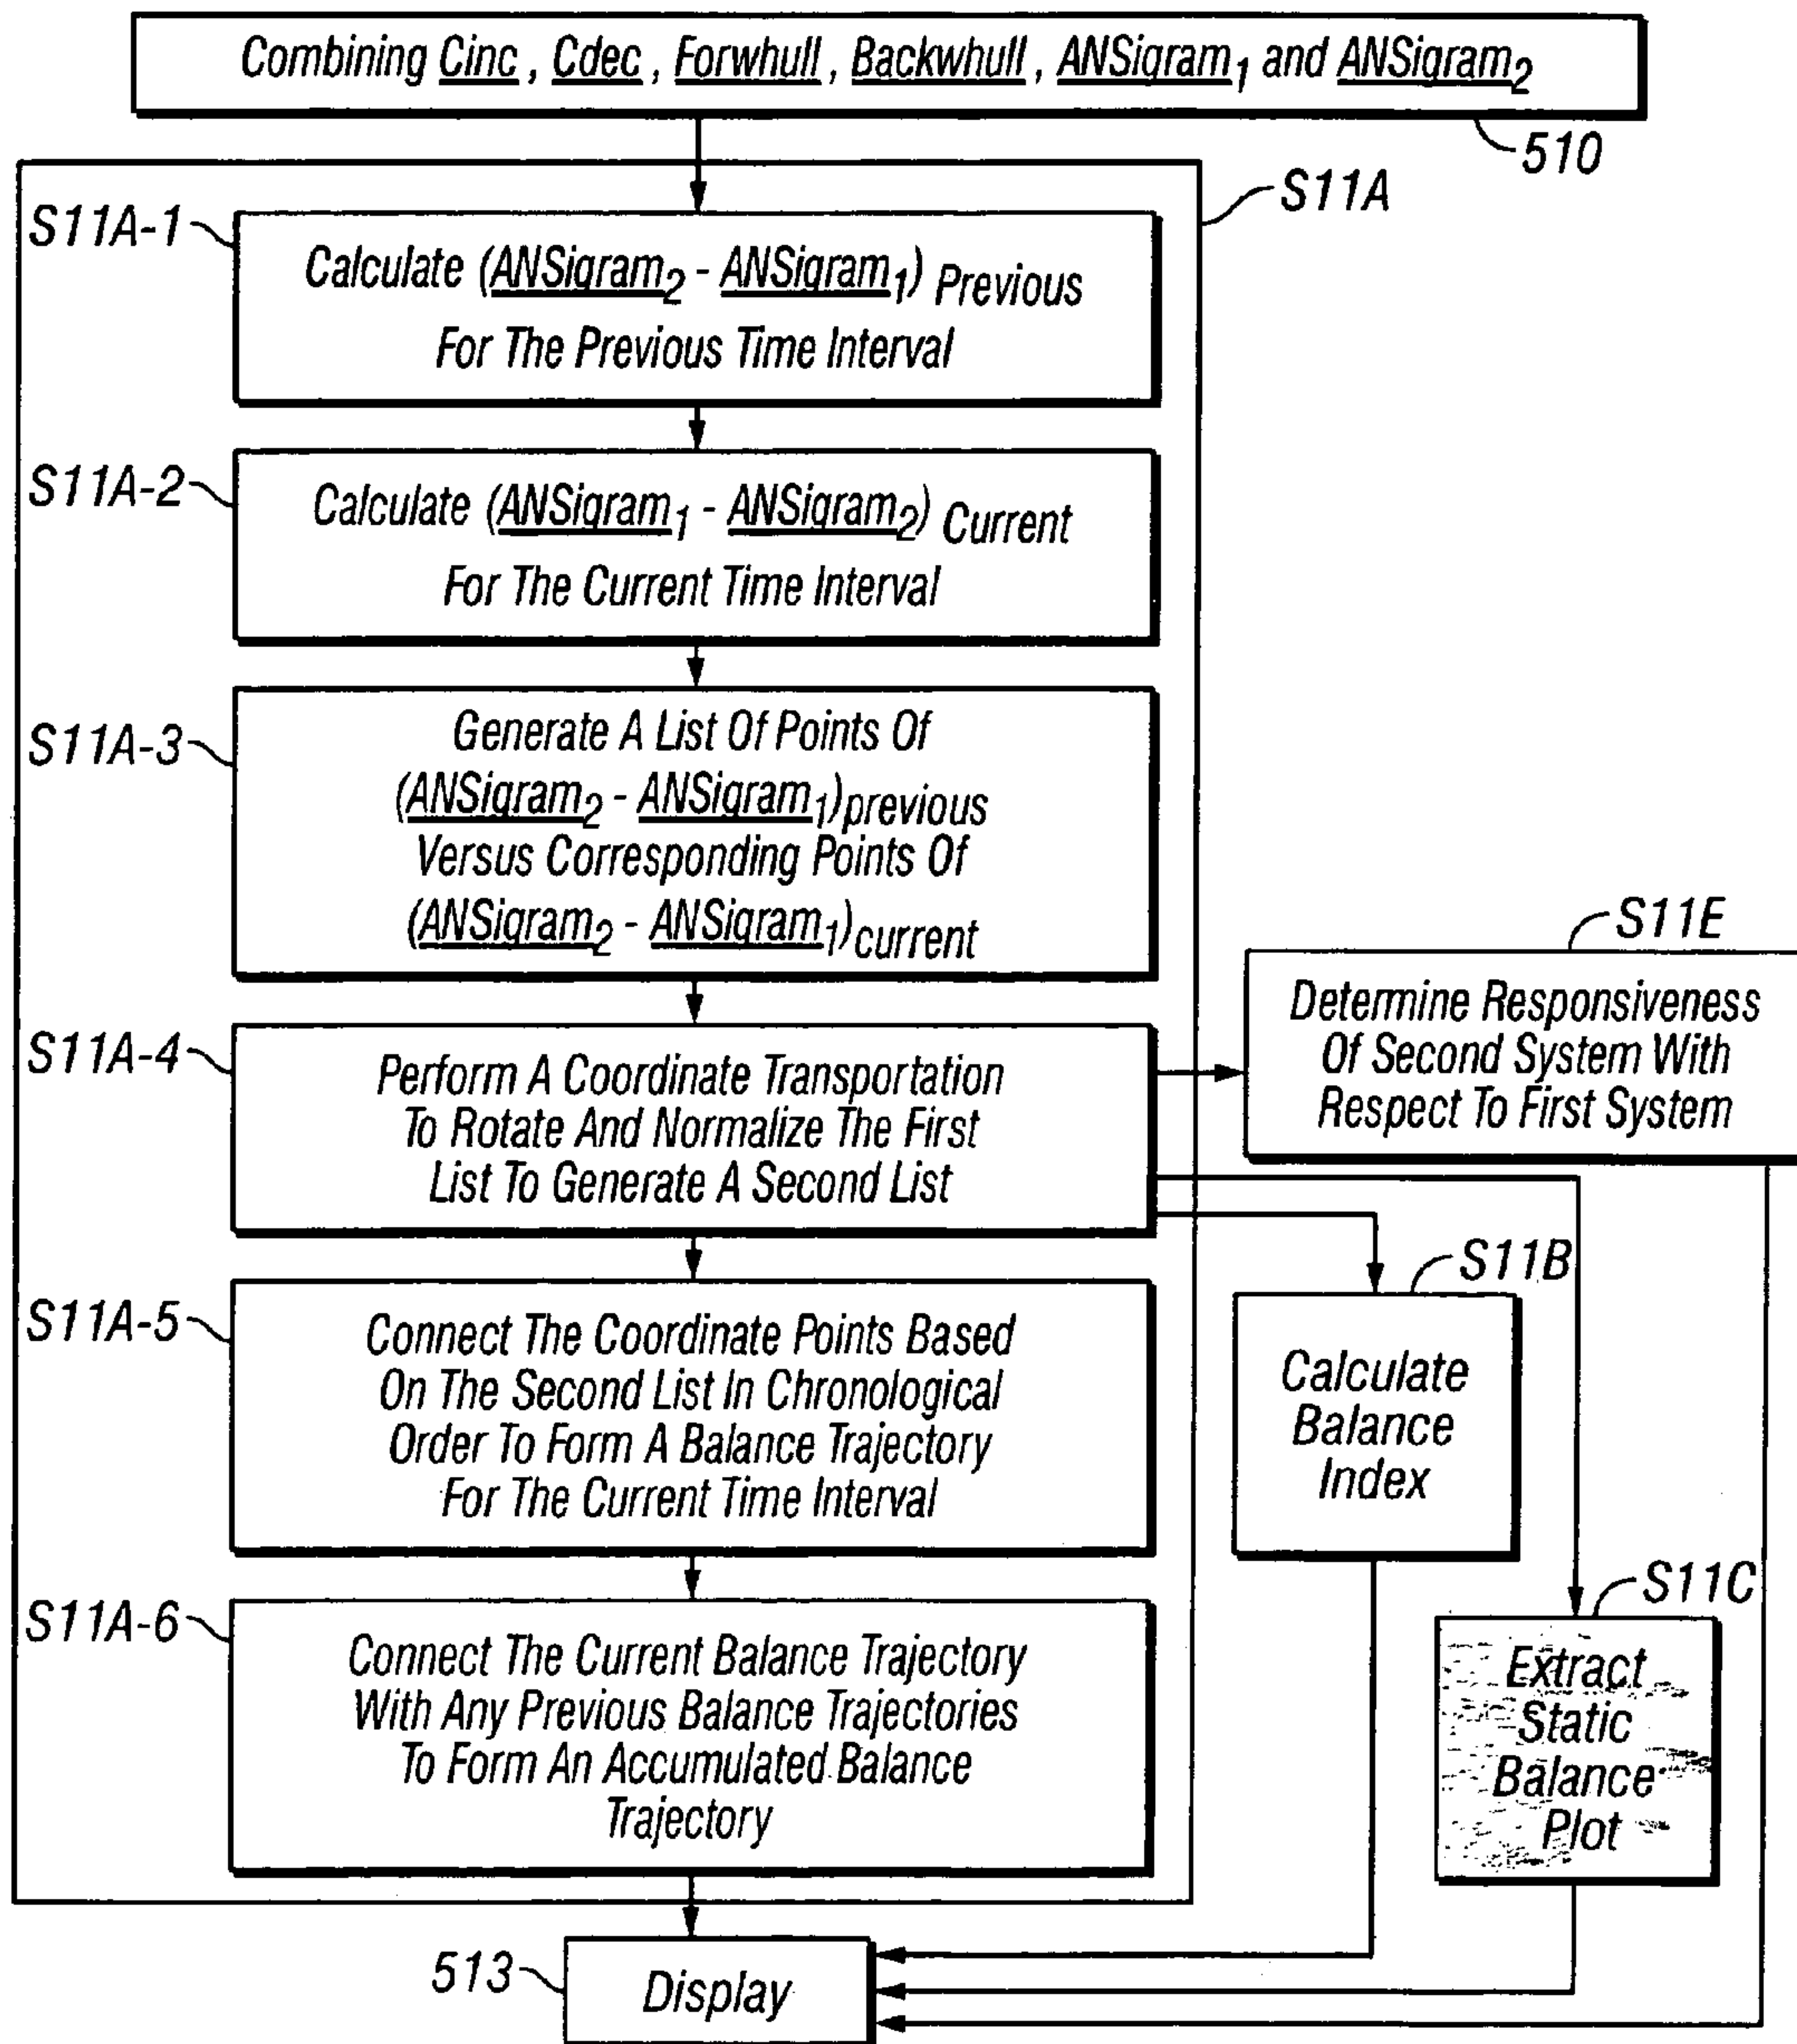 Combining Cinc, Cdec, Forwhull, Backwhull, ANSigram1 and ANSigram2
510
S11A
S11A-1
Calculate (ANSigram2 - ANSigram1) Previous
For The Previous Time Interval
S11A-2
Calculate (ANSigram1 - ANSigram2) Current
For The Current Time Interval
S11A-3
Generate A List Of Points Of
(ANSigram2 - ANSigram1)previous
Versus Corresponding Points Of
(ANSigram2 - ANSigram1)current
S11E
Determine Responsiveness
Of Second System With
Respect To First System
S11A-4
Perform A Coordinate Transportation
To Rotate And Normalize The First
List To Generate A Second List
S11B
Calculate
Balance
Index
S11A-5
Connect The Coordinate Points Based
On The Second List In Chronological
Order To Form A Balance Trajectory
For The Current Time Interval
S11C
Extract
Static
Balance
Plot
S11A-6
Connect The Current Balance Trajectory
With Any Previous Balance Trajectories
To Form An Accumulated Balance
Trajectory
513
Display